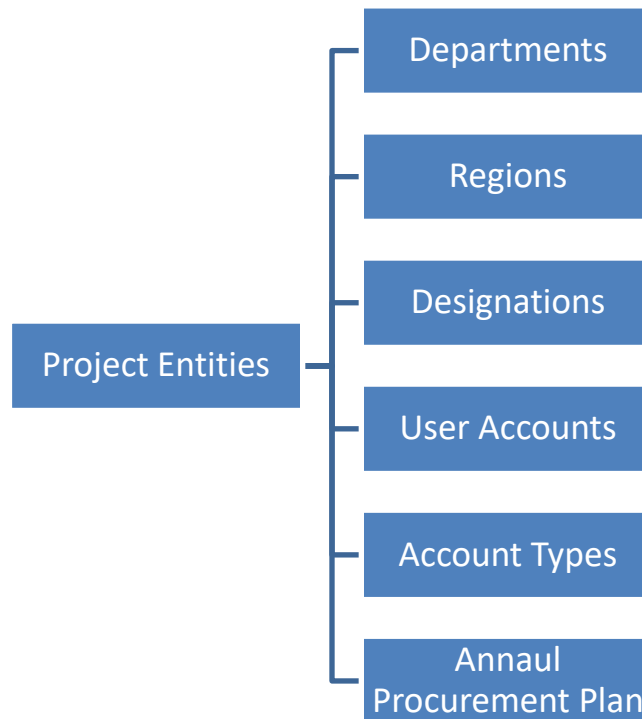 Departments
Regions
Designations
Project Entities
User Accounts
Account Types
Annaul
Procurement Plan